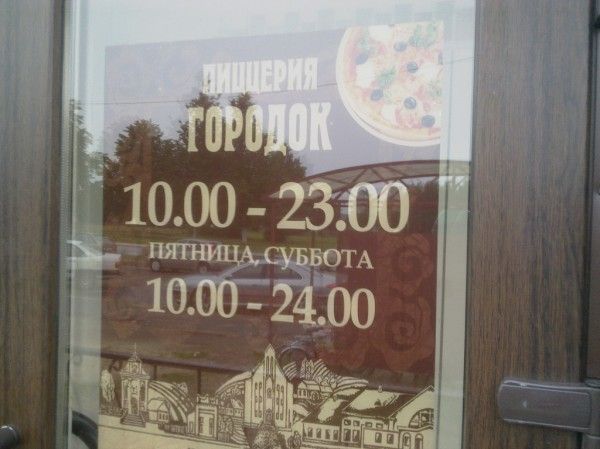 ПИЦЦЕРИЯ
ГОРОДОК
10.00 - 23.00
ПЯТНИЦА, СУББОТА
10.00 - 24.00